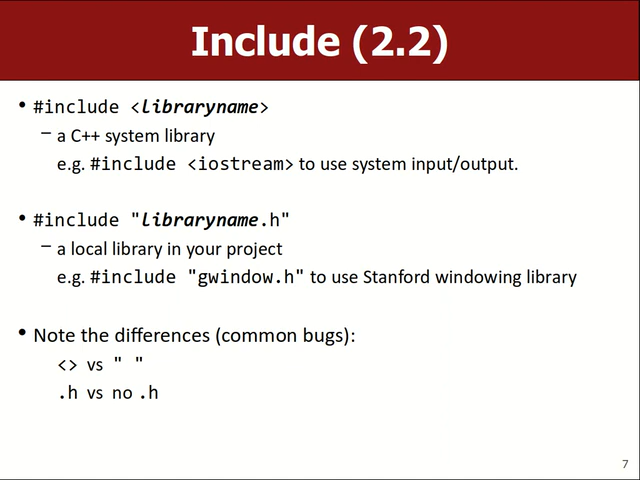 Include (2.2)
• #include <libraryname>
– a C++ system library
e.g. #include <iostream> to use system input/output.
• #include "libraryname.h"
– a local library in your project
e.g. #include "gwindow.h" to use Stanford windowing library
• Note the differences (common bugs):
<> vs " "
.h vs no .h
7